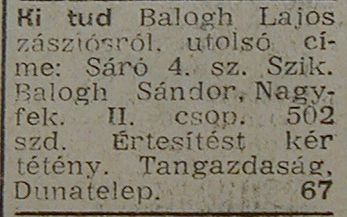 Ki tud Balogh Lajos
zászlósról. utolsó cí-
me: Sáró 4. sz. Szik.
Balogh Sándor, Nagy-
fek. II. csop. 502
szd. Értesítést kér
tétény. Tangazdaság,
Dunatelep. 67